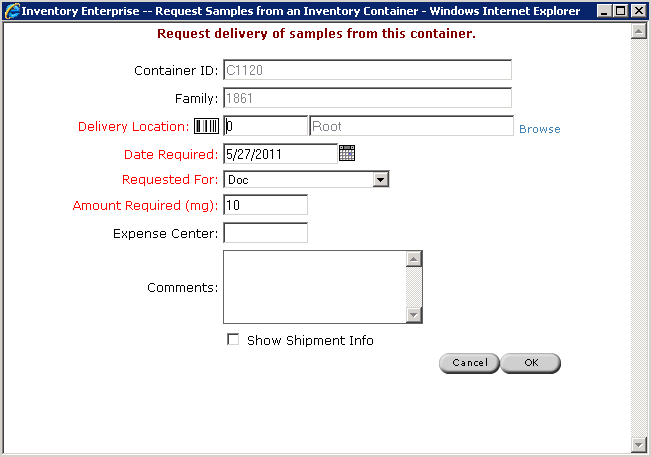 Inventory Enterprise -- Request Samples from an Inventory Container - Windows Internet Explorer
Request delivery of samples from this container.
Container ID: C1120
Family: 1861
Delivery Location: 0 Root Browse
Date Required: 5/27/2011
Requested For: Doc
Amount Required (mg): 10
Expense Center:
Comments:
Show Shipment Info
Cancel OK